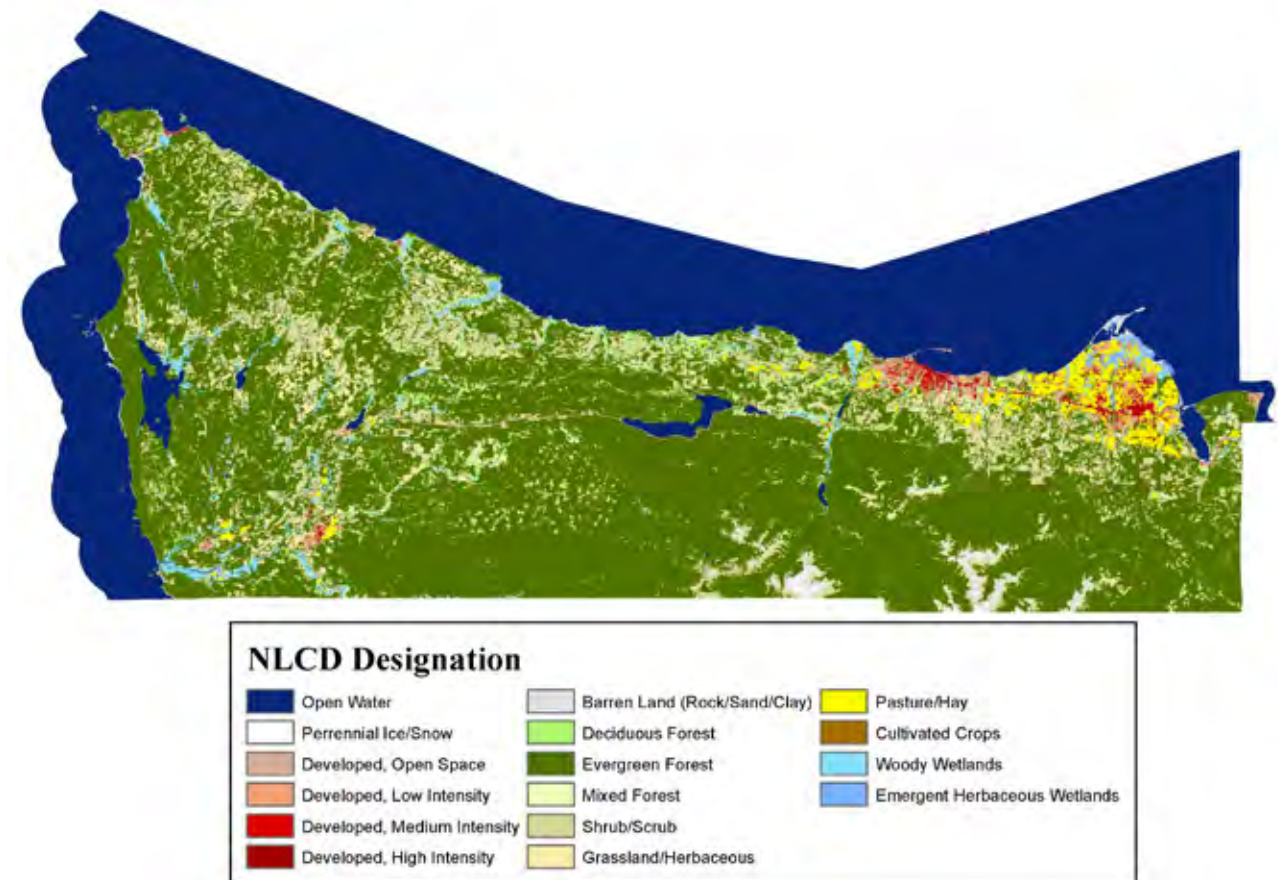 NLCD Designation
Open Water
Perrennial Ice/Snow
Developed, Open Space
Developed, Low Intensity
Developed, Medium Intensity
Developed, High Intensity
Barren Land (Rock/Sand/Clay)
Deciduous Forest
Evergreen Forest
Mixed Forest
Shrub/Scrub
Grassland/Herbaceous
Pasture/Hay
Cultivated Crops
Woody Wetlands
Emergent Herbaceous Wetlands